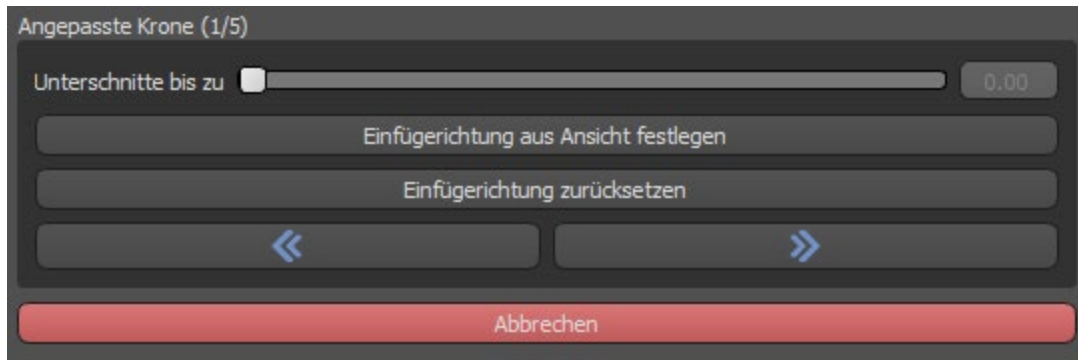 Angepasste Krone (1/5)
Unterschnitte bis zu 0.00
Einfügerichtung aus Ansicht festlegen
Einfügerichtung zurücksetzen
Abbrechen